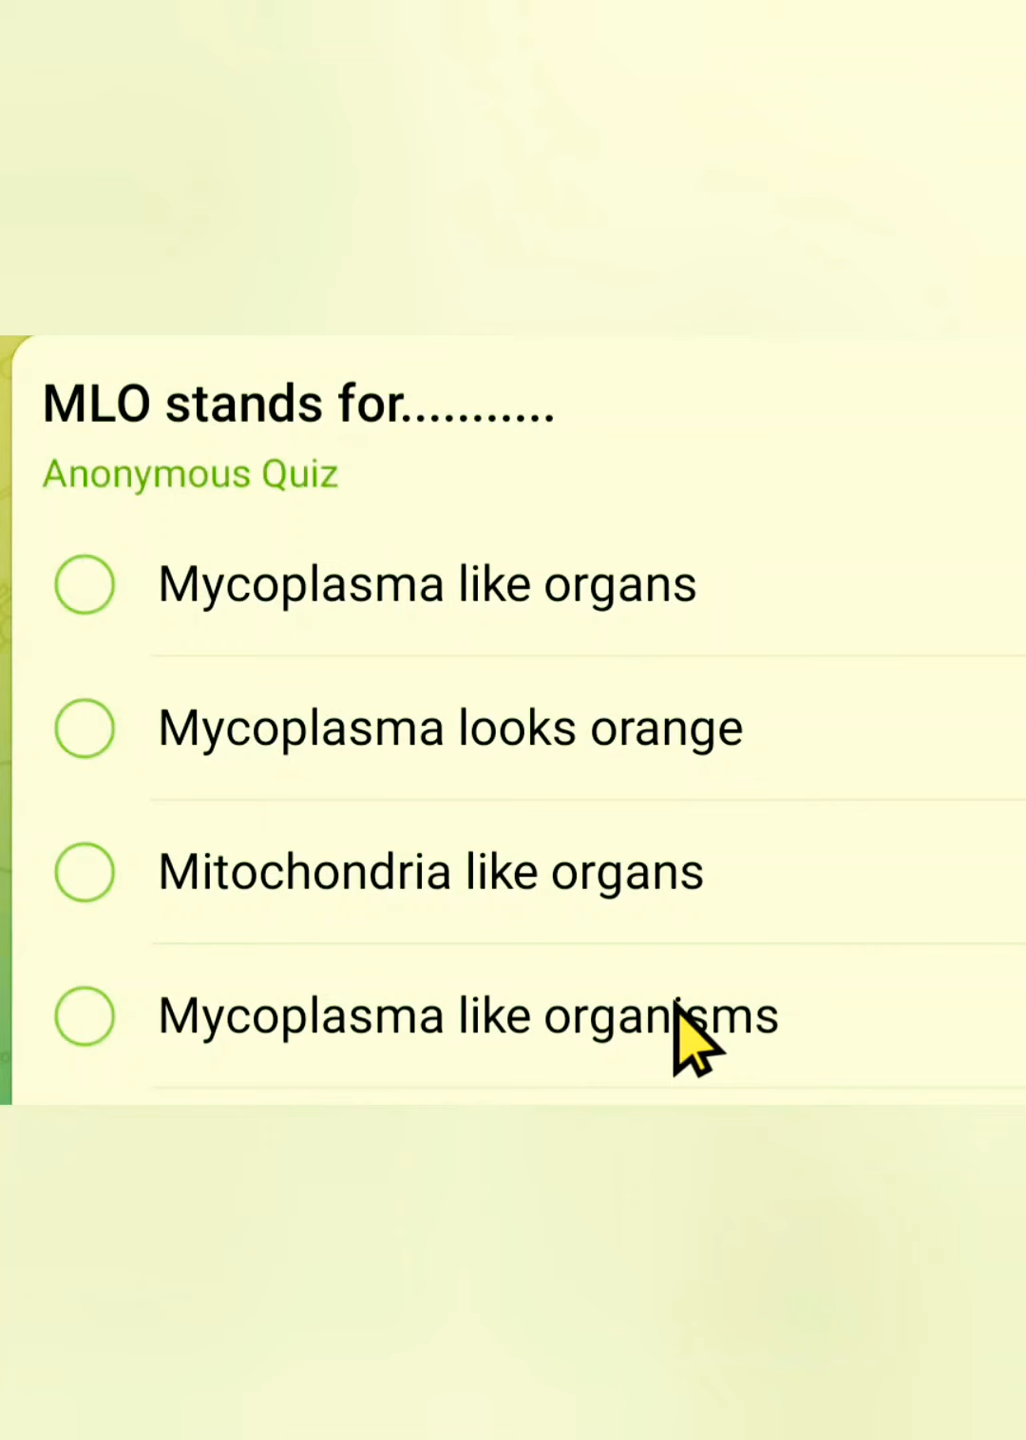 MLO stands for...........
Anonymous Quiz
Mycoplasma like organs
Mycoplasma looks orange
Mitochondria like organs
Mycoplasma like organisms